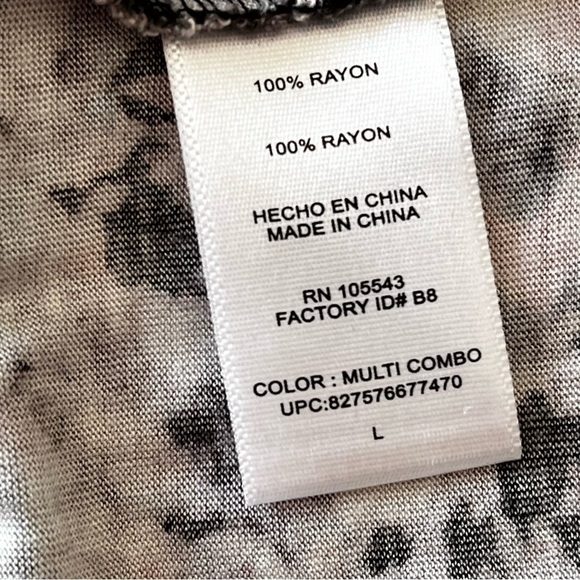 100% RAYON
100% RAYON
HECHO EN CHINA
MADE IN CHINA
RN 105543
FACTORY ID# B8
COLOR : MULTI COMBO
UPC:827576677470
L